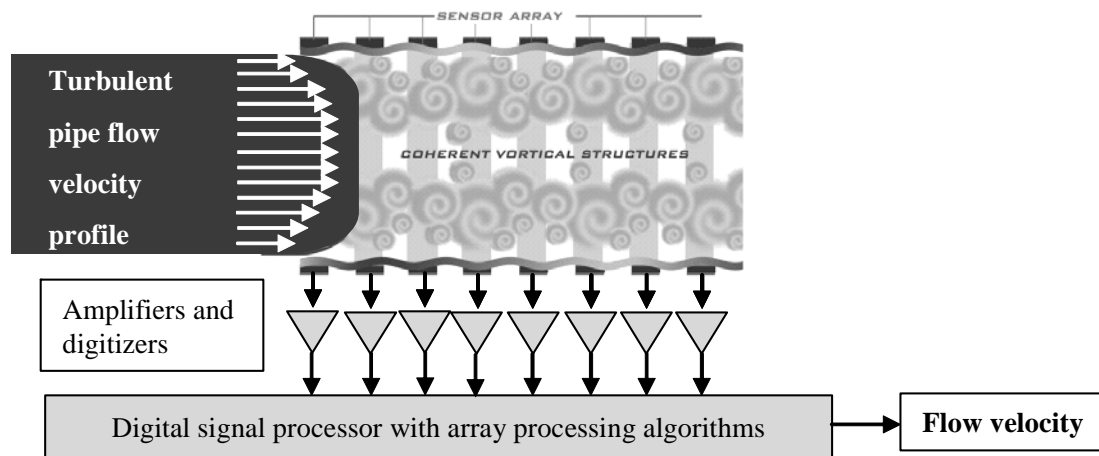 SENSOR ARRAY
Turbulent
pipe flow
velocity
profile
COHERENT VORTICAL STRUCTURES
Amplifiers and
digitizers
Digital signal processor with array processing algorithms
Flow velocity